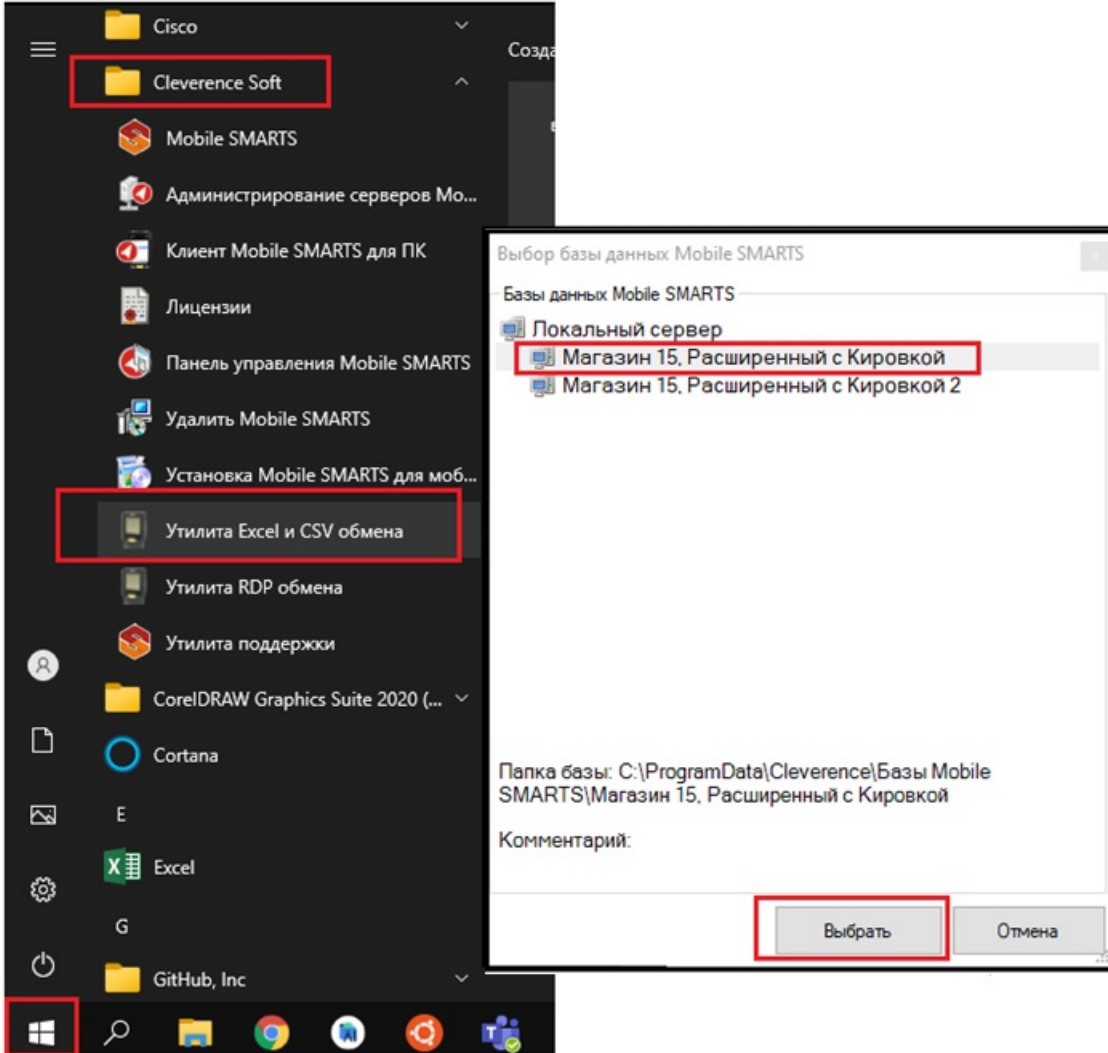 Cisco
Созда
Cleverence Soft
Mobile SMARTS
Администрирование серверов Mo...
Клиент Mobile SMARTS для ПК
Лицензии
Панель управления Mobile SMARTS
Удалить Mobile SMARTS
Установка Mobile SMARTS для моб...
Утилита Excel и CSV обмена
Утилита RDP обмена
Утилита поддержки
CorelDRAW Graphics Suite 2020 (...
Cortana
E
Excel
G
GitHub, Inc
Выбор базы данных Mobile SMARTS
Базы данных Mobile SMARTS
Локальный сервер
Магазин 15, Расширенный с Кировкой
Магазин 15, Расширенный с Кировкой 2
Папка базы: C:\ProgramData\Cleverence\Базы Mobile
SMARTS\Магазин 15, Расширенный с Кировкой
Комментарий:
Выбрать
Отмена